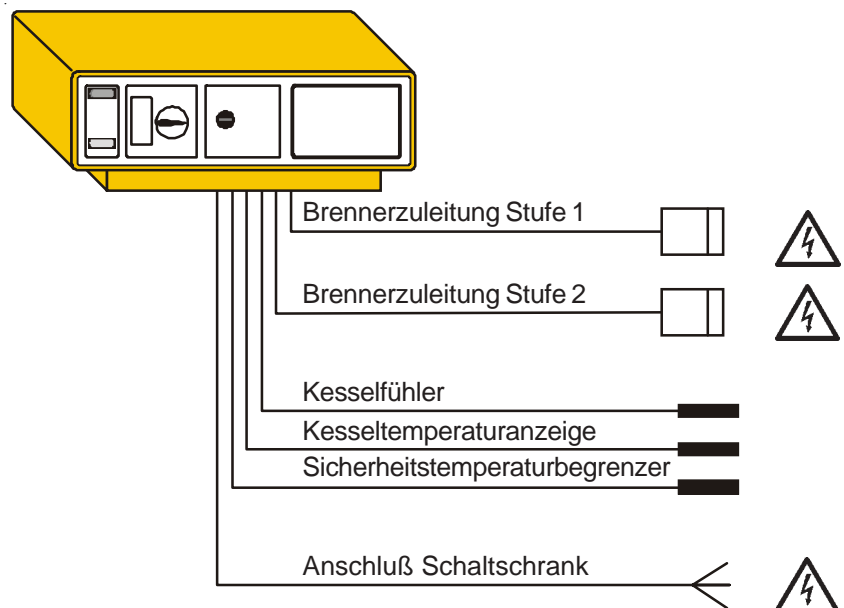 Brennerzuleitung Stufe 1
Brennerzuleitung Stufe 2
Kesselfühler
Kesseltemperaturanzeige
Sicherheitstemperaturbegrenzer
Anschluß Schaltschrank